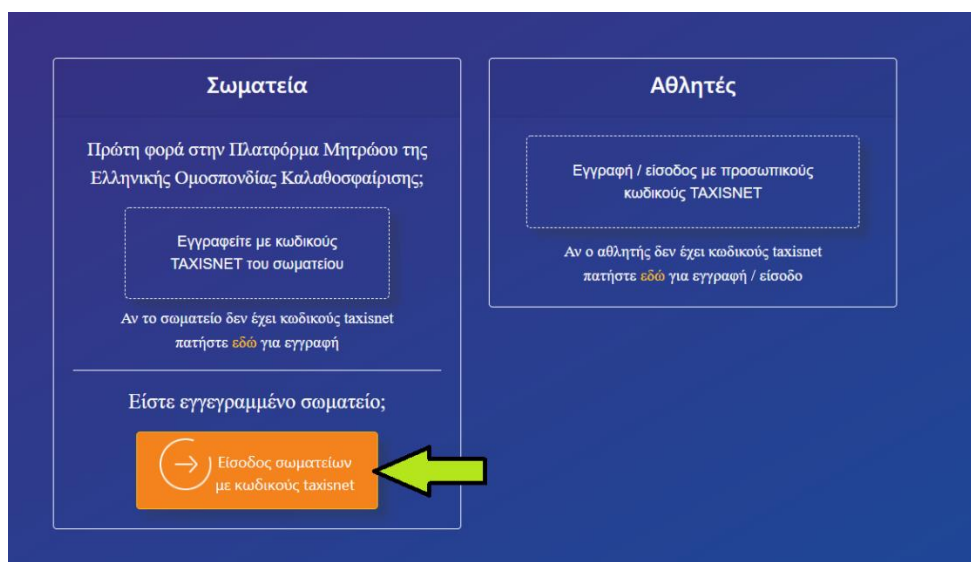 Σωματεία
Πρώτη φορά στην Πλατφόρμα Μητρώου της
Ελληνικής Ομοσπονδίας Καλαθοσφαίρισης;
Εγγραφείτε με κωδικούς
TAXISNET του σωματείου
Αν το σωματείο δεν έχει κωδικούς taxisnet
πατήστε εδώ για εγγραφή
Είστε εγγεγραμμένο σωματείο;
Είσοδος σωματείων
με κωδικούς taxisnet
Αθλητές
Εγγραφή / είσοδος με προσωπικούς
κωδικούς TAXISNET
Αν ο αθλητής δεν έχει κωδικούς taxisnet
πατήστε εδώ για εγγραφή / είσοδο